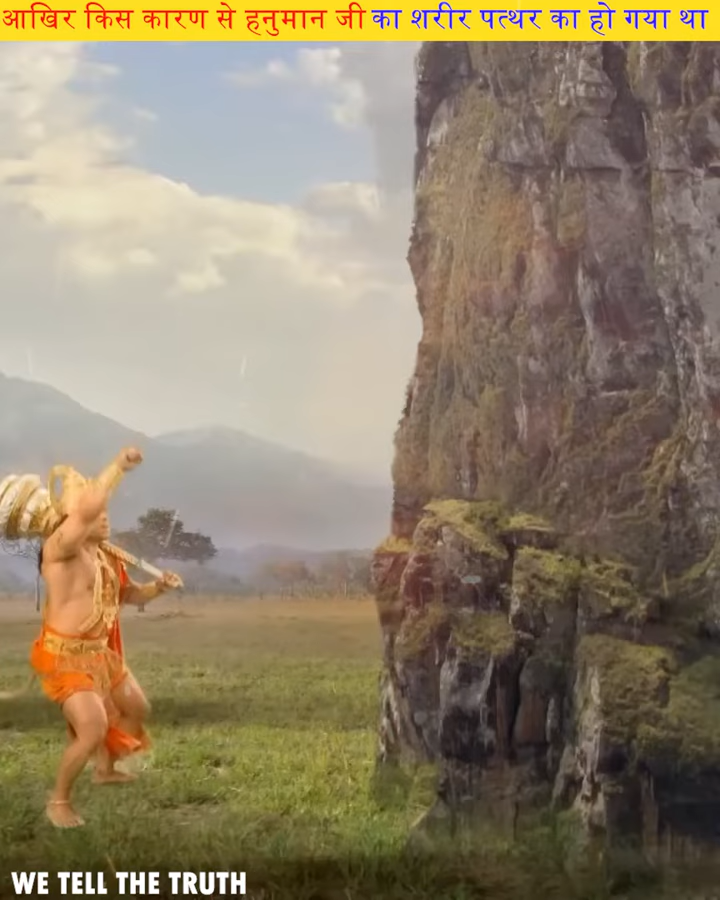 आखिर किस कारण से हनुमान जी का शरीर पत्थर का हो गया था
WE TELL THE TRUTH